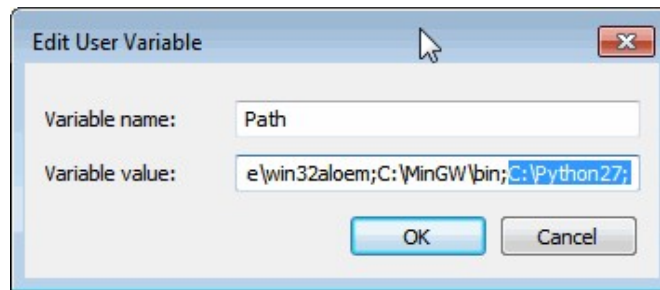 Edit User Variable
Variable name: Path
Variable value: e\win32aloem;C:\MinGW\bin;C:\Python27;
OK Cancel